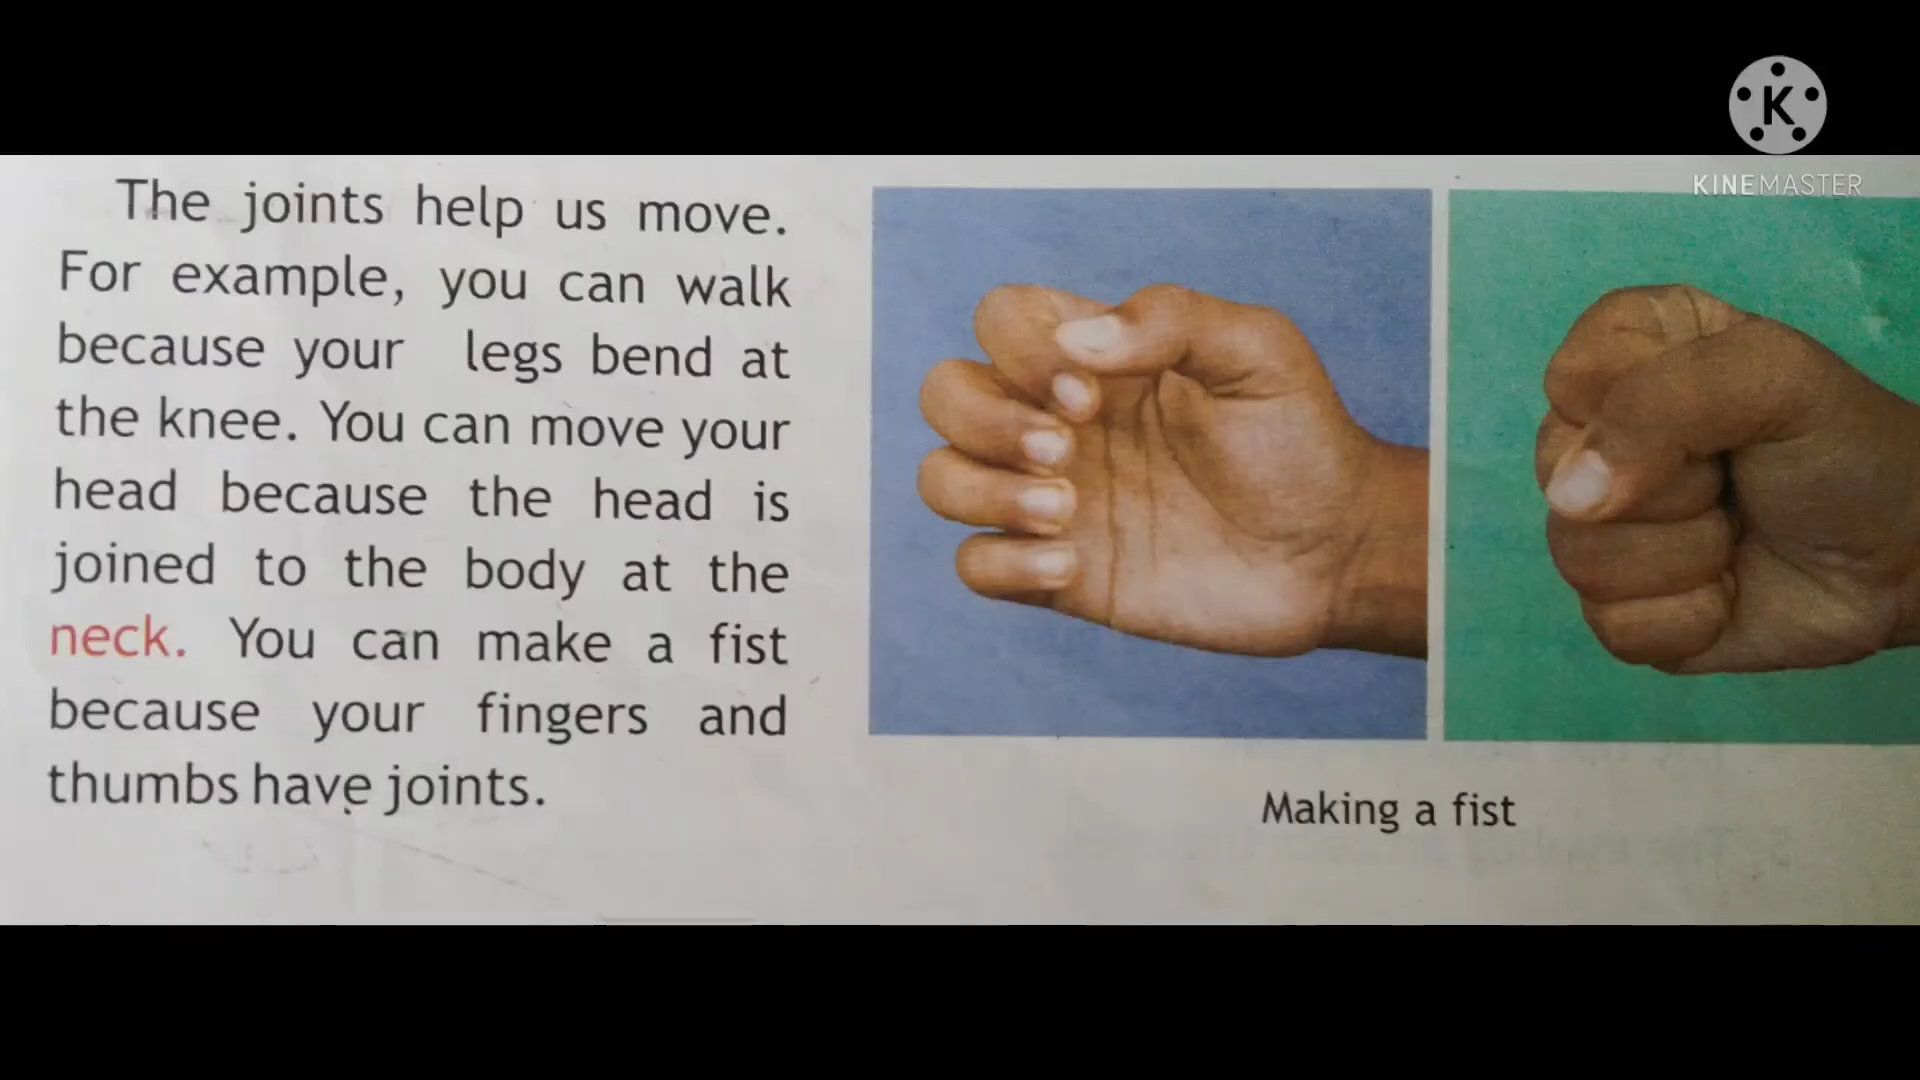 K
KINEMASTER
The joints help us move.
For example, you can walk
because your legs bend at
the knee. You can move your
head because the head is
joined to the body at the
neck. You can make a fist
because your fingers and
thumbs have joints.
Making a fist